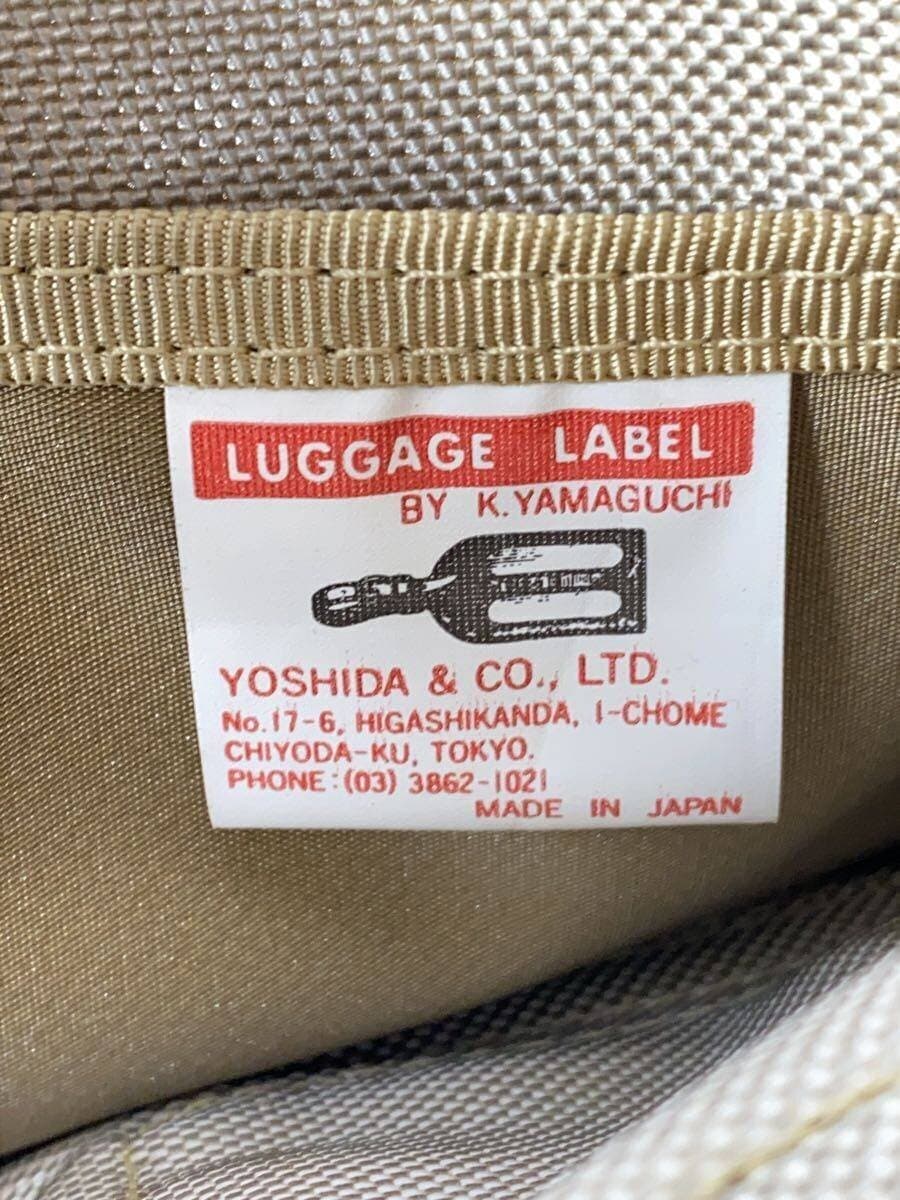 LUGGAGE LABEL
BY K.YAMAGUCHI
YOSHIDA & CO., LTD.
No.17-6, HIGASHIKANDA, 1-CHOME
CHIYODA-KU, TOKYO.
PHONE:(03) 3862-1021
MADE IN JAPAN